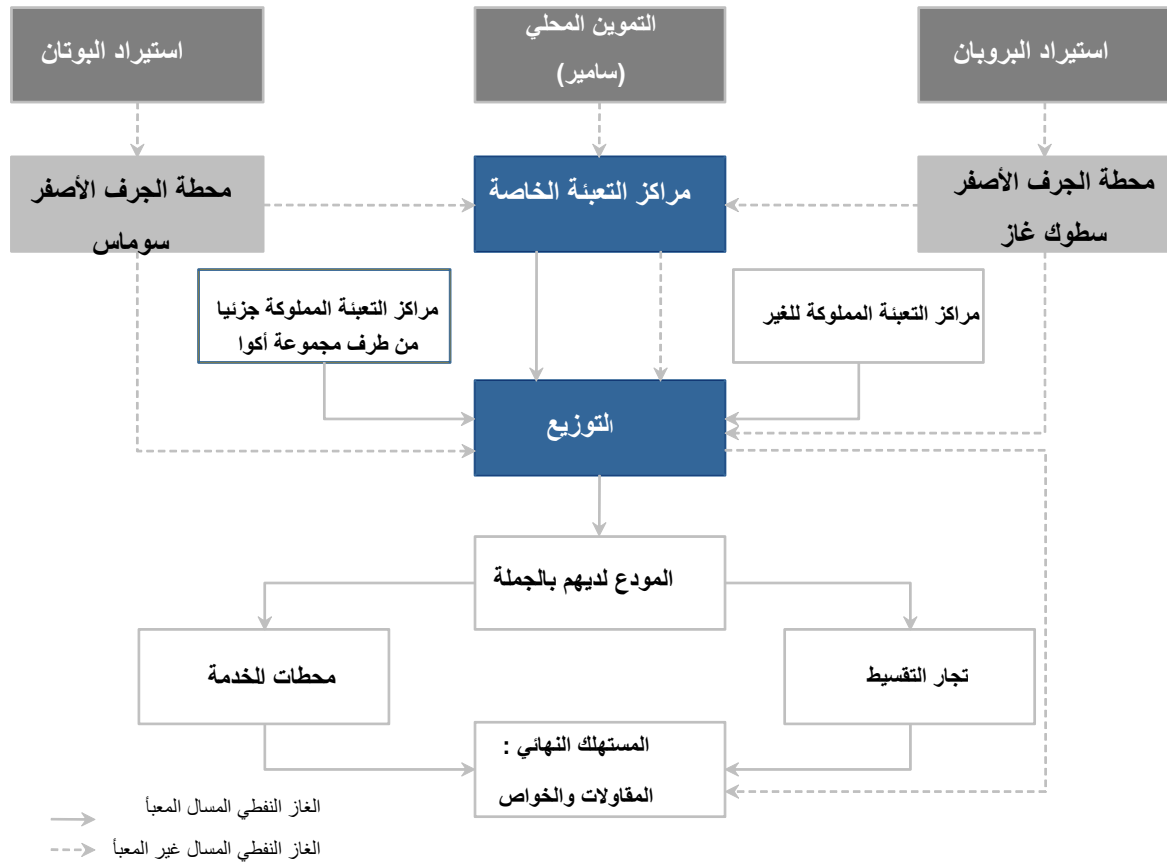 استيراد البروبان
التموين المحلي
(سامير)
استيراد البوتان
محطة الجرف الأصفر
سطوك غاز
مراكز التعبئة الخاصة
محطة الجرف الأصفر
سوماس
مراكز التعبئة المملوكة للغير
مراكز التعبئة المملوكة جزئيا
من طرف مجموعة أكوا
التوزيع
المودع لديهم بالجملة
تجار التقسيط
محطات للخدمة
المستهلك النهائي :
المقاولات والخواص
الغاز النفطي المسال المعبأ
الغاز النفطي المسال غير المعبأ